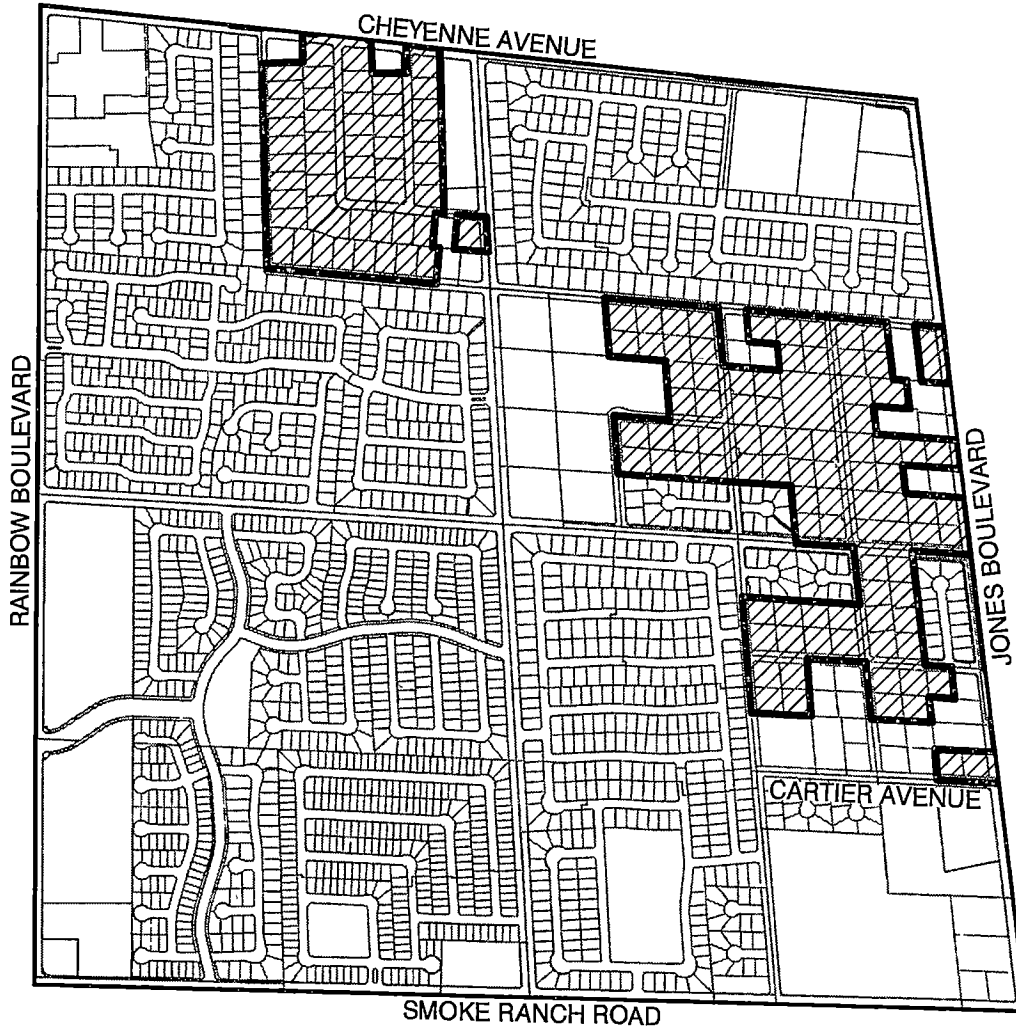 CHEYENNE AVENUE
RAINBOW BOULEVARD
JONES BOULEVARD
CARTIER AVENUE
SMOKE RANCH ROAD